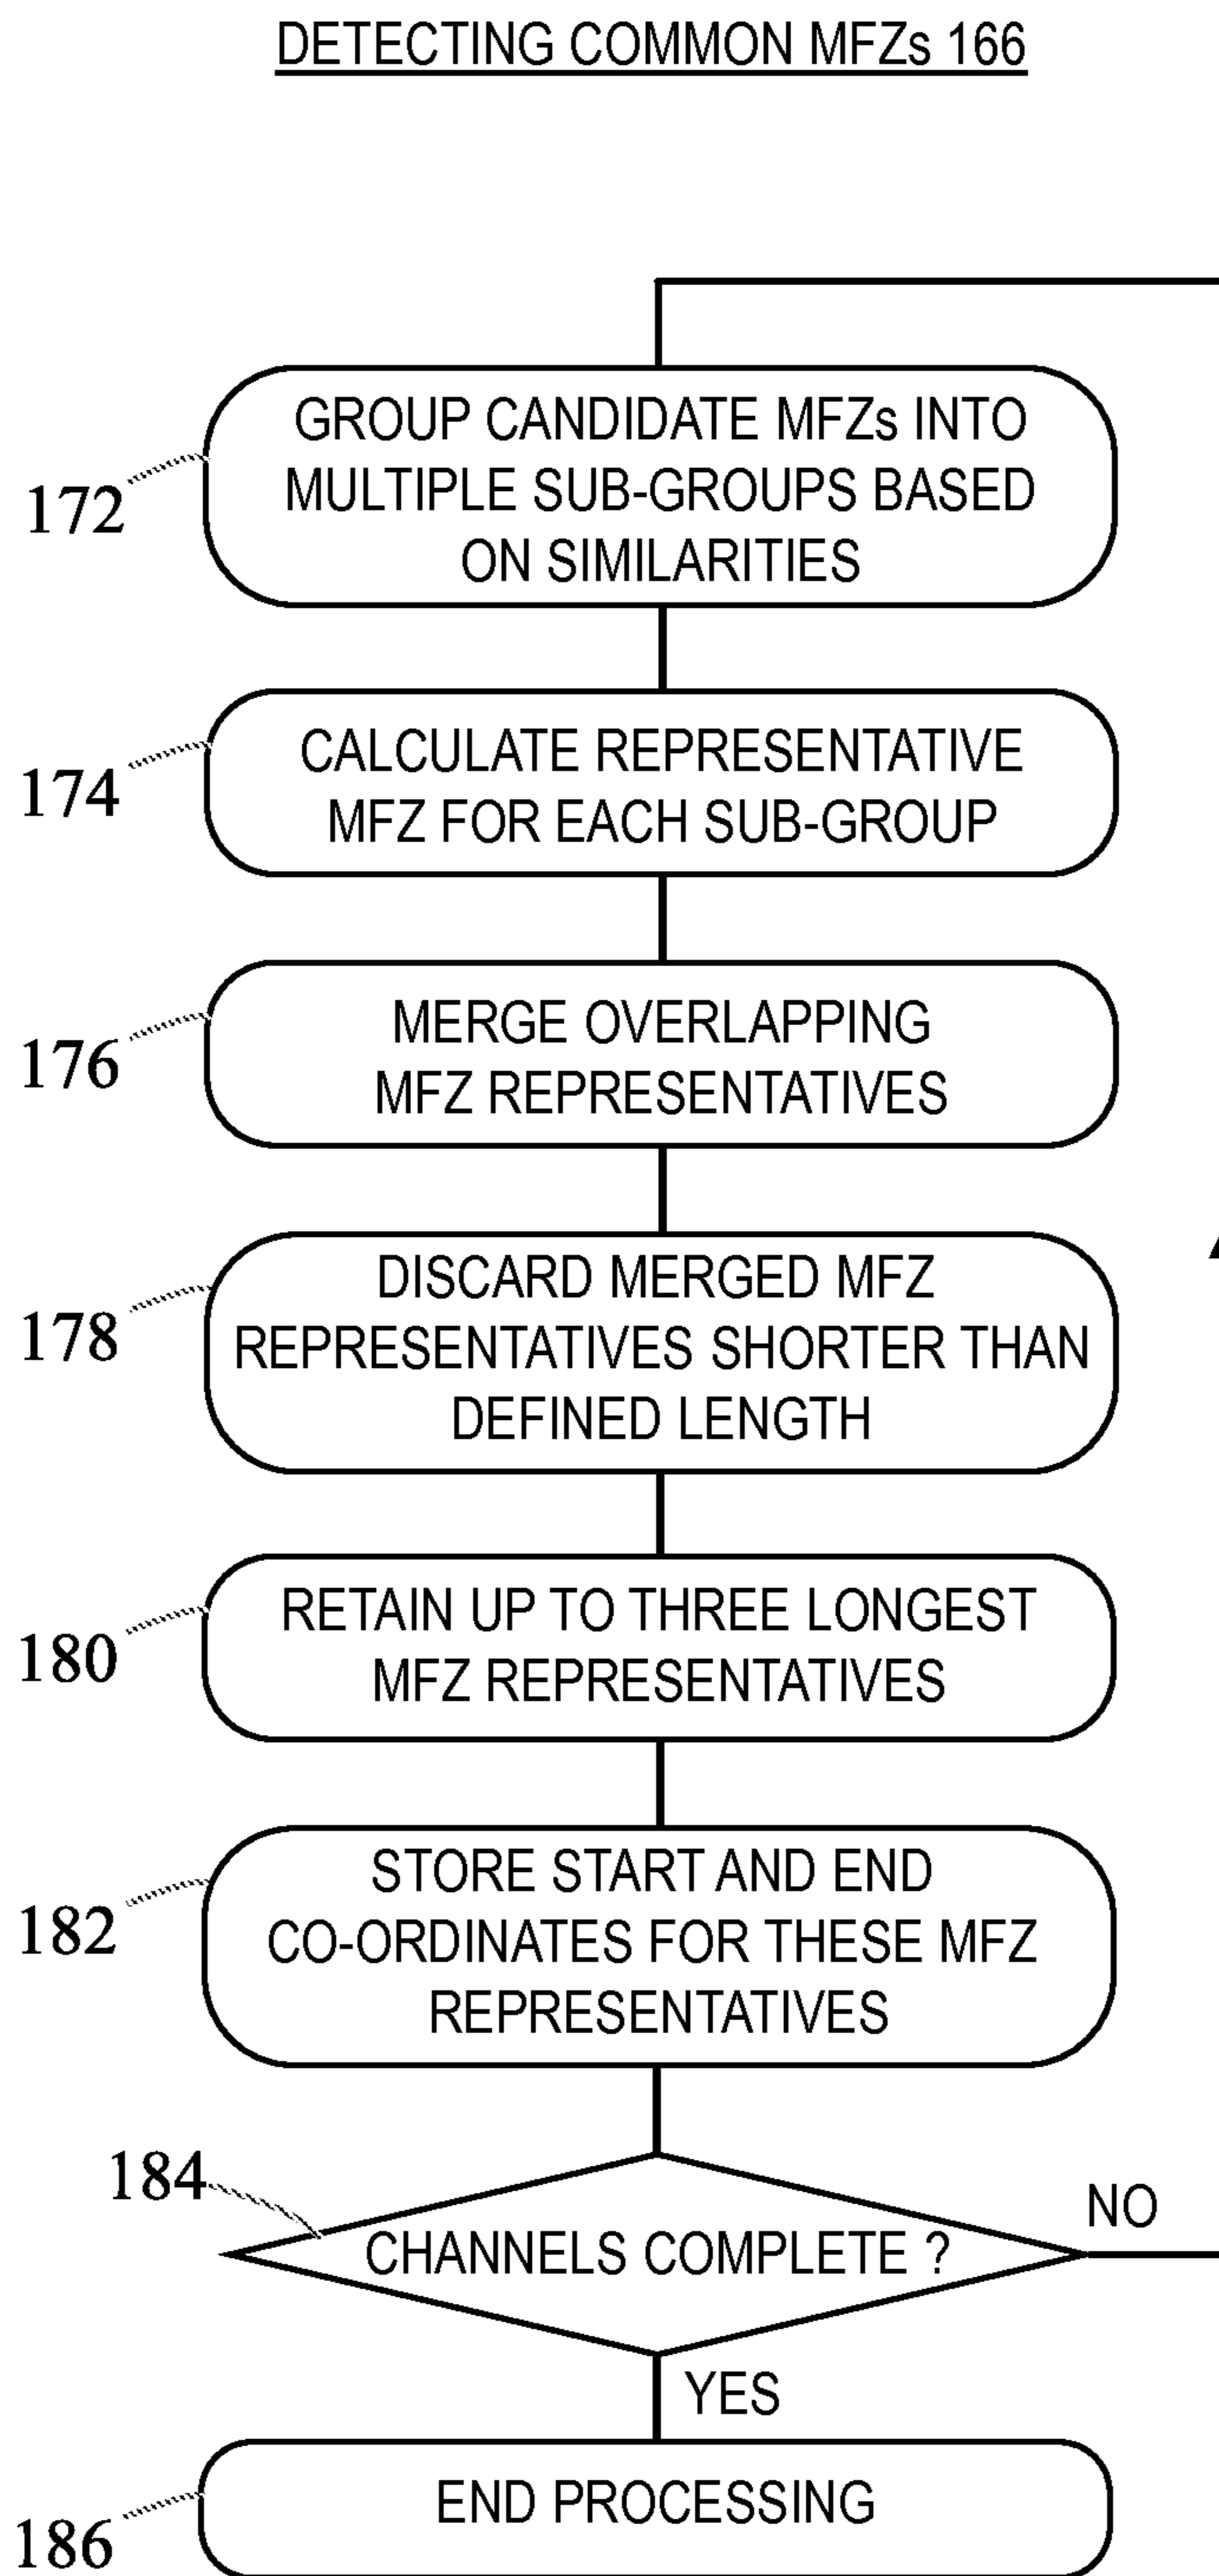 DETECTING COMMON MFZs 166
GROUP CANDIDATE MFZs INTO
MULTIPLE SUB-GROUPS BASED
ON SIMILARITIES
172
CALCULATE REPRESENTATIVE
MFZ FOR EACH SUB-GROUP
174
MERGE OVERLAPPING
MFZ REPRESENTATIVES
176
DISCARD MERGED MFZ
REPRESENTATIVES SHORTER THAN
DEFINED LENGTH
178
RETAIN UP TO THREE LONGEST
MFZ REPRESENTATIVES
180
STORE START AND END
CO-ORDINATES FOR THESE MFZ
REPRESENTATIVES
182
184
CHANNELS COMPLETE ?
NO
YES
END PROCESSING
186